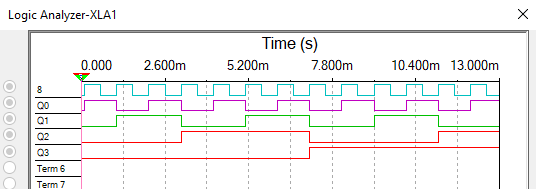 Logic Analyzer-XLA1
Time (s)
0.000 2.600m 5.200m 7.800m 10.400m 13.000m
8
Q0
Q1
Q2
Q3
Term 6
Term 7